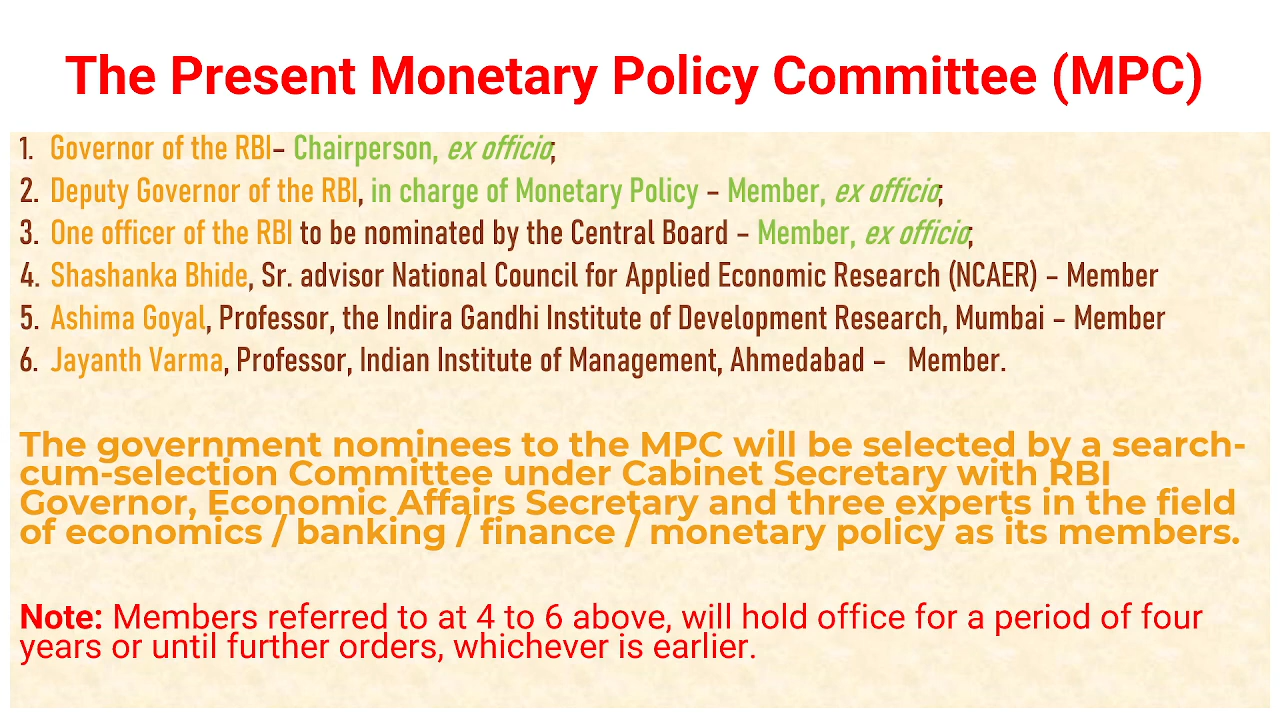 The Present Monetary Policy Committee (MPC)
1. Governor of the RBI– Chairperson, ex officio;
2. Deputy Governor of the RBI, in charge of Monetary Policy – Member, ex officio;
3. One officer of the RBI to be nominated by the Central Board – Member, ex officio;
4. Shashanka Bhide, Sr. advisor National Council for Applied Economic Research (NCAER) – Member
5. Ashima Goyal, Professor, the Indira Gandhi Institute of Development Research, Mumbai – Member
6. Jayanth Varma, Professor, Indian Institute of Management, Ahmedabad – Member.
The government nominees to the MPC will be selected by a search-
cum-selection Committee under Cabinet Secretary with RBI
Governor, Economic Affairs Secretary and three experts in the field
of economics / banking / finance / monetary policy as its members.
Note: Members referred to at 4 to 6 above, will hold office for a period of four
years or until further orders, whichever is earlier.